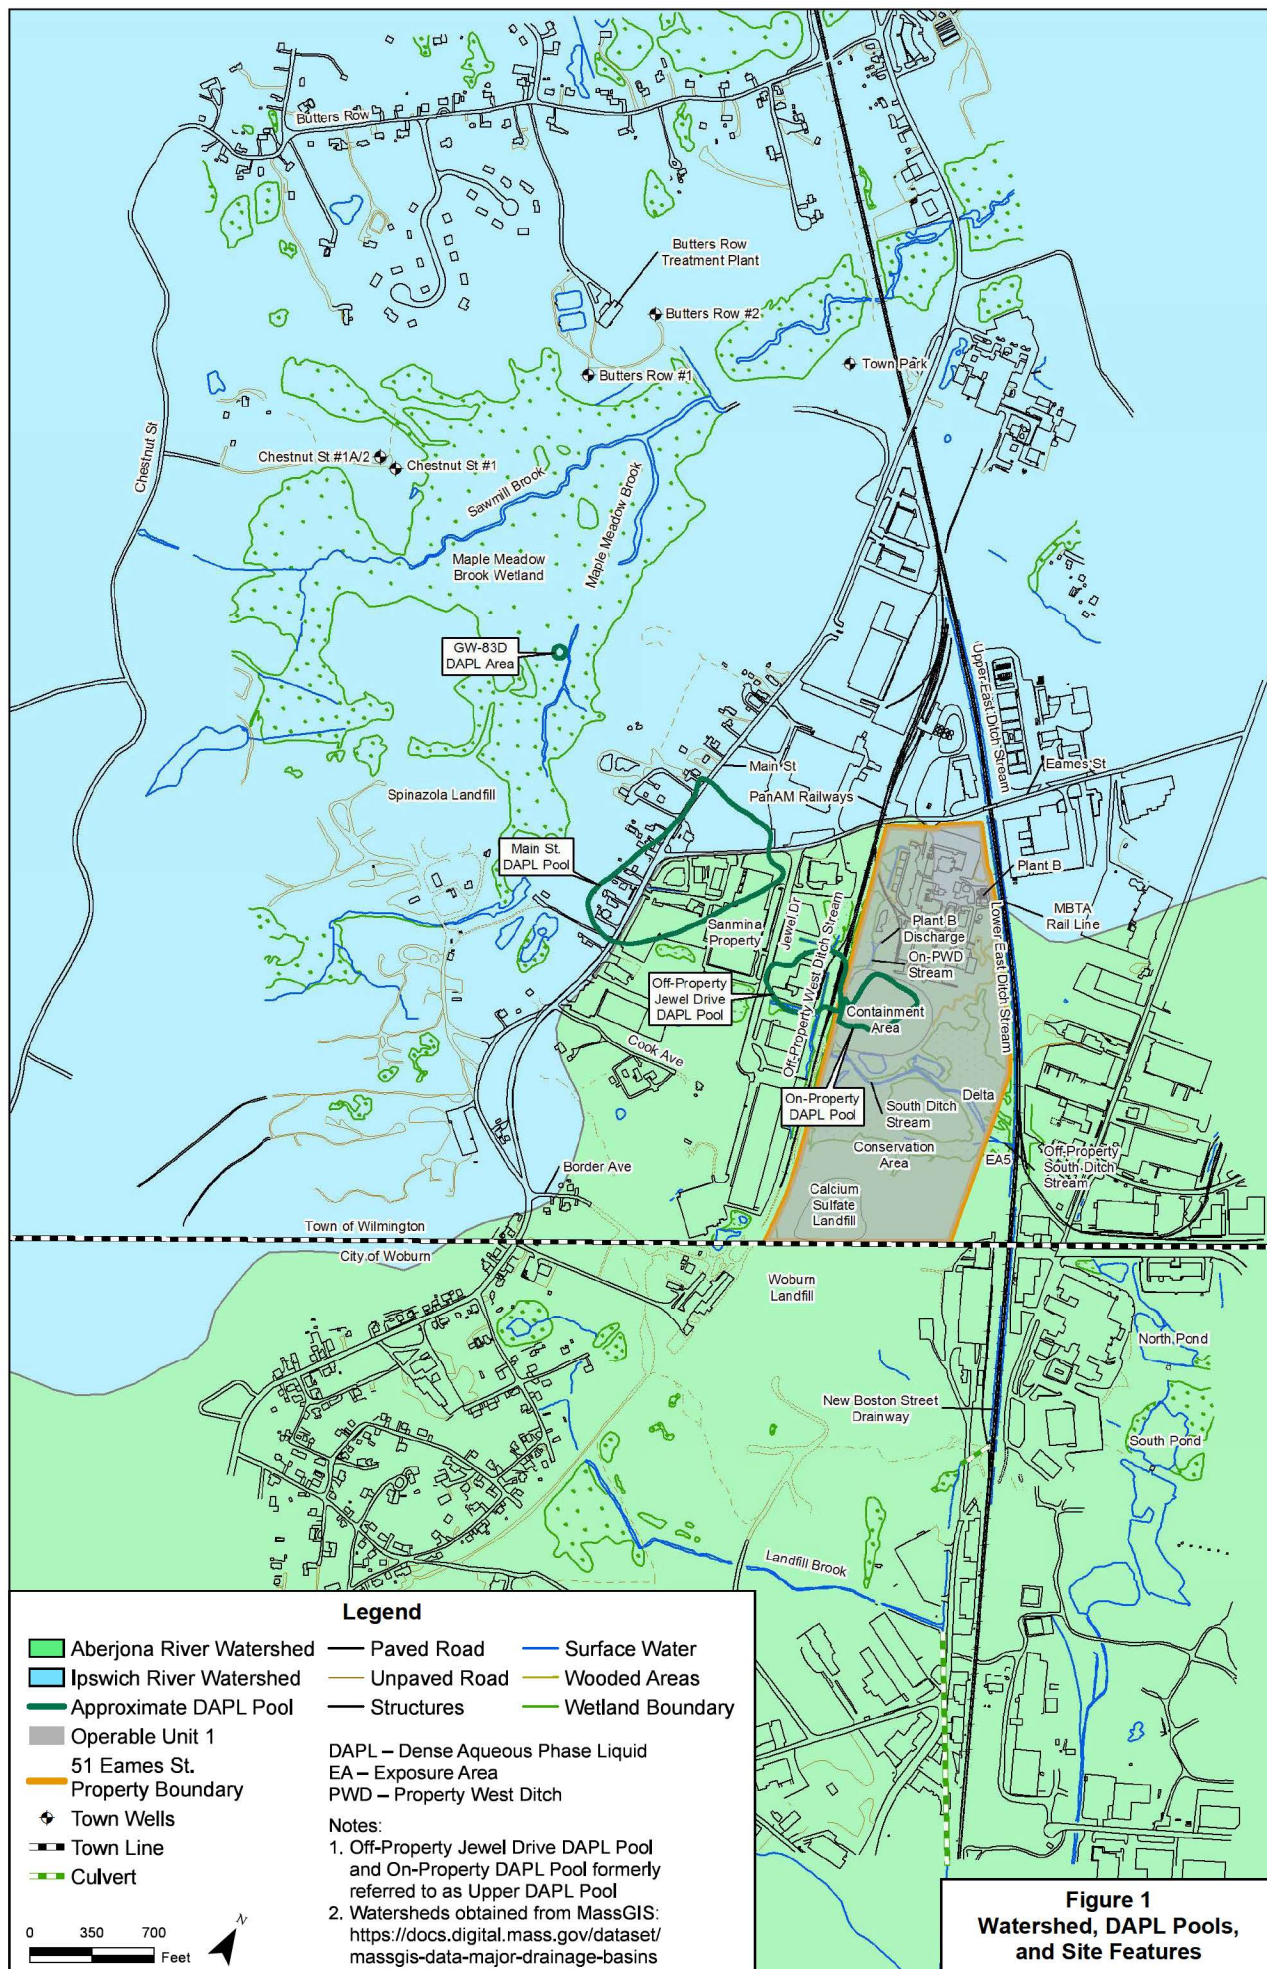 Butters Row
Butters Row
Treatment Plant
Butters Row #2
Town Park
Butters Row #1
Chestnut St
Chestnut St #1A/2
Chestnut St #1
Sawmill Brook
Maple Meadow Brook
Maple Meadow
Brook Wetland
GW-83D
DAPL Area
Upper East Ditch Stream
Main St
Eames St
PanAM Railways
Spinazola Landfill
Main St.
DAPL Pool
Plant B
MBTA
Rail Line
Lower East Ditch Stream
Sanmina
Property
Jewel Dr
Plant B
Discharge
On-PWD
Stream
Off-Property West Ditch Stream
Off-Property
Jewel Drive
DAPL Pool
Containment
Area
Cook Ave
On-Property
DAPL Pool
South Ditch
Stream
Delta
Conservation
Area
EA5
Off-Property
South Ditch
Stream
Border Ave
Calcium
Sulfate
Landfill
Town of Wilmington
City of Woburn
Woburn
Landfill
North Pond
New Boston Street
Drainway
South Pond
Landfill Brook
Legend
Aberjona River Watershed
Ipswich River Watershed
Approximate DAPL Pool
Operable Unit 1
51 Eames St.
Property Boundary
Town Wells
Town Line
Culvert
Paved Road
Unpaved Road
Structures
Surface Water
Wooded Areas
Wetland Boundary
DAPL – Dense Aqueous Phase Liquid
EA – Exposure Area
PWD – Property West Ditch
Notes:
1. Off-Property Jewel Drive DAPL Pool
and On-Property DAPL Pool formerly
referred to as Upper DAPL Pool
2. Watersheds obtained from MassGIS:
https://docs.digital.mass.gov/dataset/
massgis-data-major-drainage-basins
0 350 700
Feet
N
Figure 1
Watershed, DAPL Pools,
and Site Features